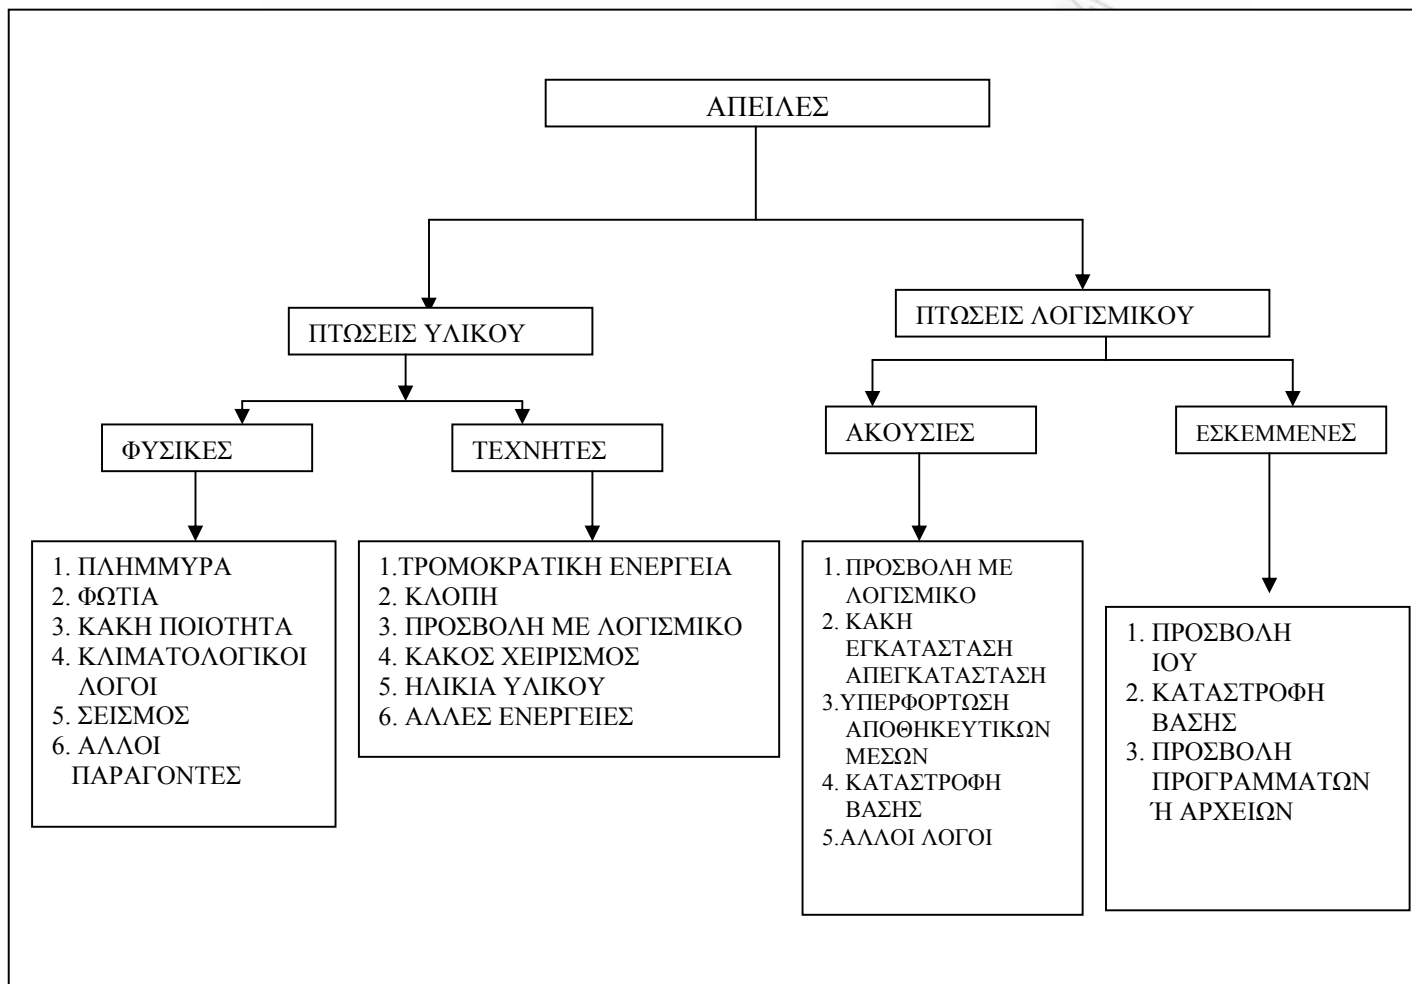 ΑΠΕΙΛΕΣ
ΠΤΩΣΕΙΣ ΥΛΙΚΟΥ
ΠΤΩΣΕΙΣ ΛΟΓΙΣΜΙΚΟΥ
ΦΥΣΙΚΕΣ
ΤΕΧΝΗΤΕΣ
ΑΚΟΥΣΙΕΣ
ΕΣΚΕΜΜΕΝΕΣ
1. ΠΛΗΜΜΥΡΑ
2. ΦΩΤΙΑ
3. ΚΑΚΗ ΠΟΙΟΤΗΤΑ
4. ΚΛΙΜΑΤΟΛΟΓΙΚΟΙ
ΛΟΓΟΙ
5. ΣΕΙΣΜΟΣ
6. ΑΛΛΟΙ
ΠΑΡΑΓΟΝΤΕΣ
1.ΤΡΟΜΟΚΡΑΤΙΚΗ ΕΝΕΡΓΕΙΑ
2. ΚΛΟΠΗ
3. ΠΡΟΣΒΟΛΗ ΜΕ ΛΟΓΙΣΜΙΚΟ
4. ΚΑΚΟΣ ΧΕΙΡΙΣΜΟΣ
5. ΗΛΙΚΙΑ ΥΛΙΚΟΥ
6. ΑΛΛΕΣ ΕΝΕΡΓΕΙΕΣ
1. ΠΡΟΣΒΟΛΗ ΜΕ
ΛΟΓΙΣΜΙΚΟ
2. ΚΑΚΗ
ΕΓΚΑΤΑΣΤΑΣΗ
ΑΠΕΓΚΑΤΑΣΤΑΣΗ
3.ΥΠΕΡΦΟΡΤΩΣΗ
ΑΠΟΘΗΚΕΥΤΙΚΩΝ
ΜΕΣΩΝ
4. ΚΑΤΑΣΤΡΟΦΗ
ΒΑΣΗΣ
5.ΑΛΛΟΙ ΛΟΓΟΙ
1. ΠΡΟΣΒΟΛΗ
ΙΟΥ
2. ΚΑΤΑΣΤΡΟΦΗ
ΒΑΣΗΣ
3. ΠΡΟΣΒΟΛΗ
ΠΡΟΓΡΑΜΜΑΤΩΝ
Ή ΑΡΧΕΙΩΝ